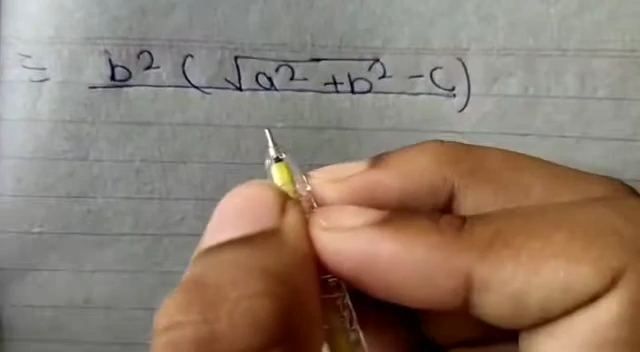 = b² ( √a² + b² - c )